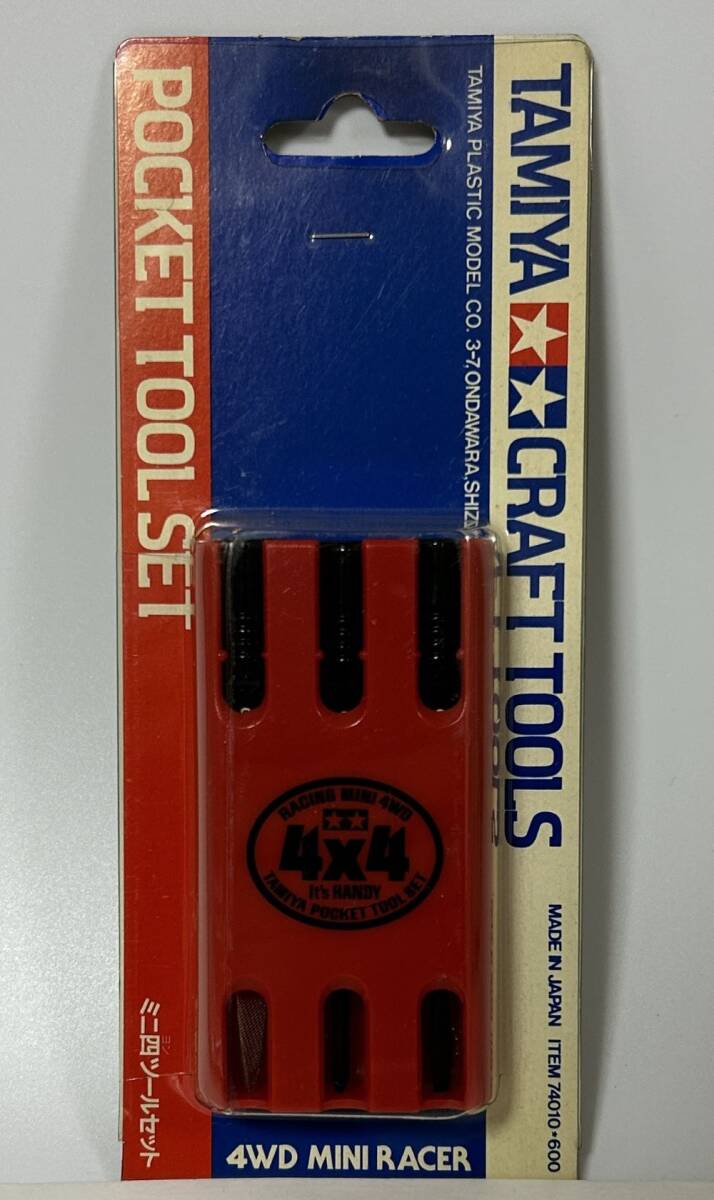 TAMIYA CRAFT TOOLS
TAMIYA PLASTIC MODEL CO. 3-7, ONDAWARA, SHIZ
MADE IN JAPAN ITEM 74010★600
POCKET TOOL SET
ミニ四ツールセット
ヨン
RACING MINI 4WD
4x4
It's HANDY
TAMIYA POCKET TOOL SET
4WD MINI RACER